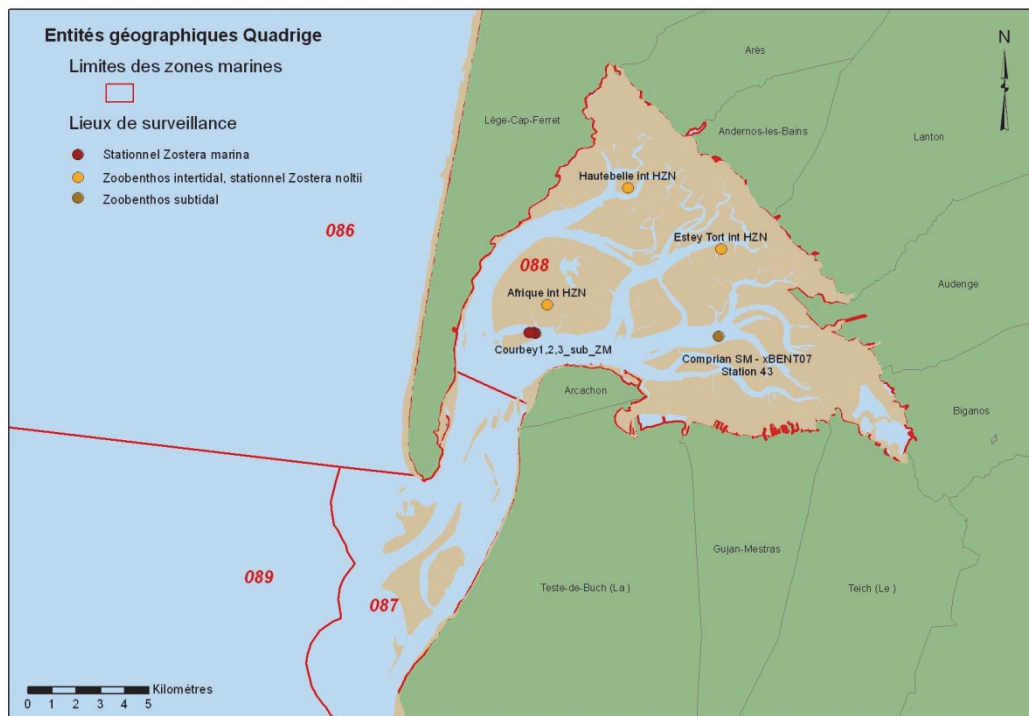 Entités géographiques Quadrige
Limites des zones marines
Lieux de surveillance
Stationnel Zostera marina
Zoobenthos intertidal, stationnel Zostera noltii
Zoobenthos subtidal
N
Arès
Lège-Cap-Ferret
Andernos-les-Bains
Lanton
Hautebelle int HZN
086
Estey Tort int HZN
088
Audenge
Afrique int HZN
Courbey1,2,3_sub_ZM
Comprian SM - xBENT07
Station 43
Arcachon
Biganos
Gujan-Mestras
089
087
Teste-de-Buch (La )
Teich (Le )
Kilomètres
0 1 2 3 4 5